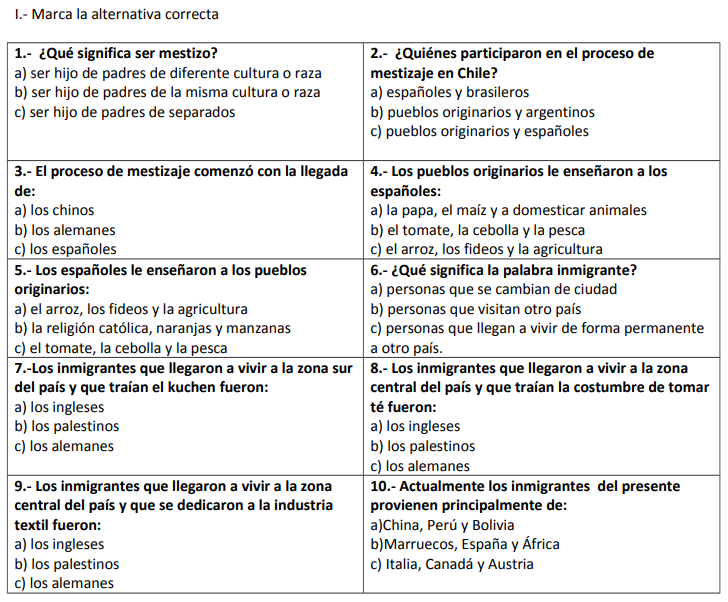 I.- Marca la alternativa correcta
1.- ¿Qué significa ser mestizo?
a) ser hijo de padres de diferente cultura o raza
b) ser hijo de padres de la misma cultura o raza
c) ser hijo de padres de separados
2.- ¿Quiénes participaron en el proceso de
mestizaje en Chile?
a) españoles y brasileros
b) pueblos originarios y argentinos
c) pueblos originarios y españoles
3.- El proceso de mestizaje comenzó con la llegada
de:
a) los chinos
b) los alemanes
c) los españoles
4.- Los pueblos originarios le enseñaron a los
españoles:
a) la papa, el maíz y a domesticar animales
b) el tomate, la cebolla y la pesca
c) el arroz, los fideos y la agricultura
5.- Los españoles le enseñaron a los pueblos
originarios:
a) el arroz, los fideos y la agricultura
b) la religión católica, naranjas y manzanas
c) el tomate, la cebolla y la pesca
6.- ¿Qué significa la palabra inmigrante?
a) personas que se cambian de ciudad
b) personas que visitan otro país
c) personas que llegan a vivir de forma permanente
a otro país.
7.-Los inmigrantes que llegaron a vivir a la zona sur
del país y que traían el kuchen fueron:
a) los ingleses
b) los palestinos
c) los alemanes
8.- Los inmigrantes que llegaron a vivir a la zona
central del país y que traían la costumbre de tomar
té fueron:
a) los ingleses
b) los palestinos
c) los alemanes
9.- Los inmigrantes que llegaron a vivir a la zona
central del país y que se dedicaron a la industria
textil fueron:
a) los ingleses
b) los palestinos
c) los alemanes
10.- Actualmente los inmigrantes del presente
provienen principalmente de:
a)China, Perú y Bolivia
b)Marruecos, España y África
c) Italia, Canadá y Austria